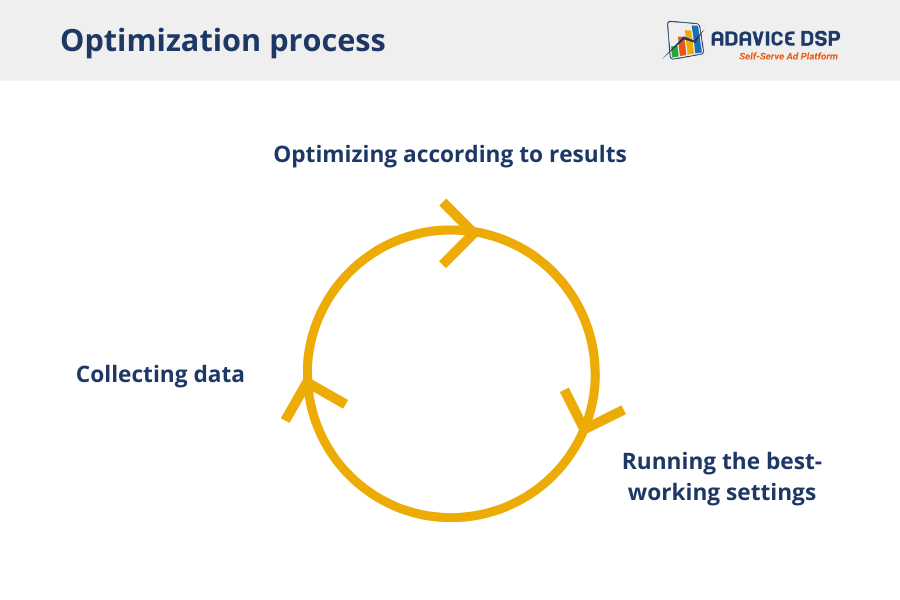 Optimization process
ADAVICE DSP
Self-Serve Ad Platform
Optimizing according to results
Collecting data
Running the best-
working settings